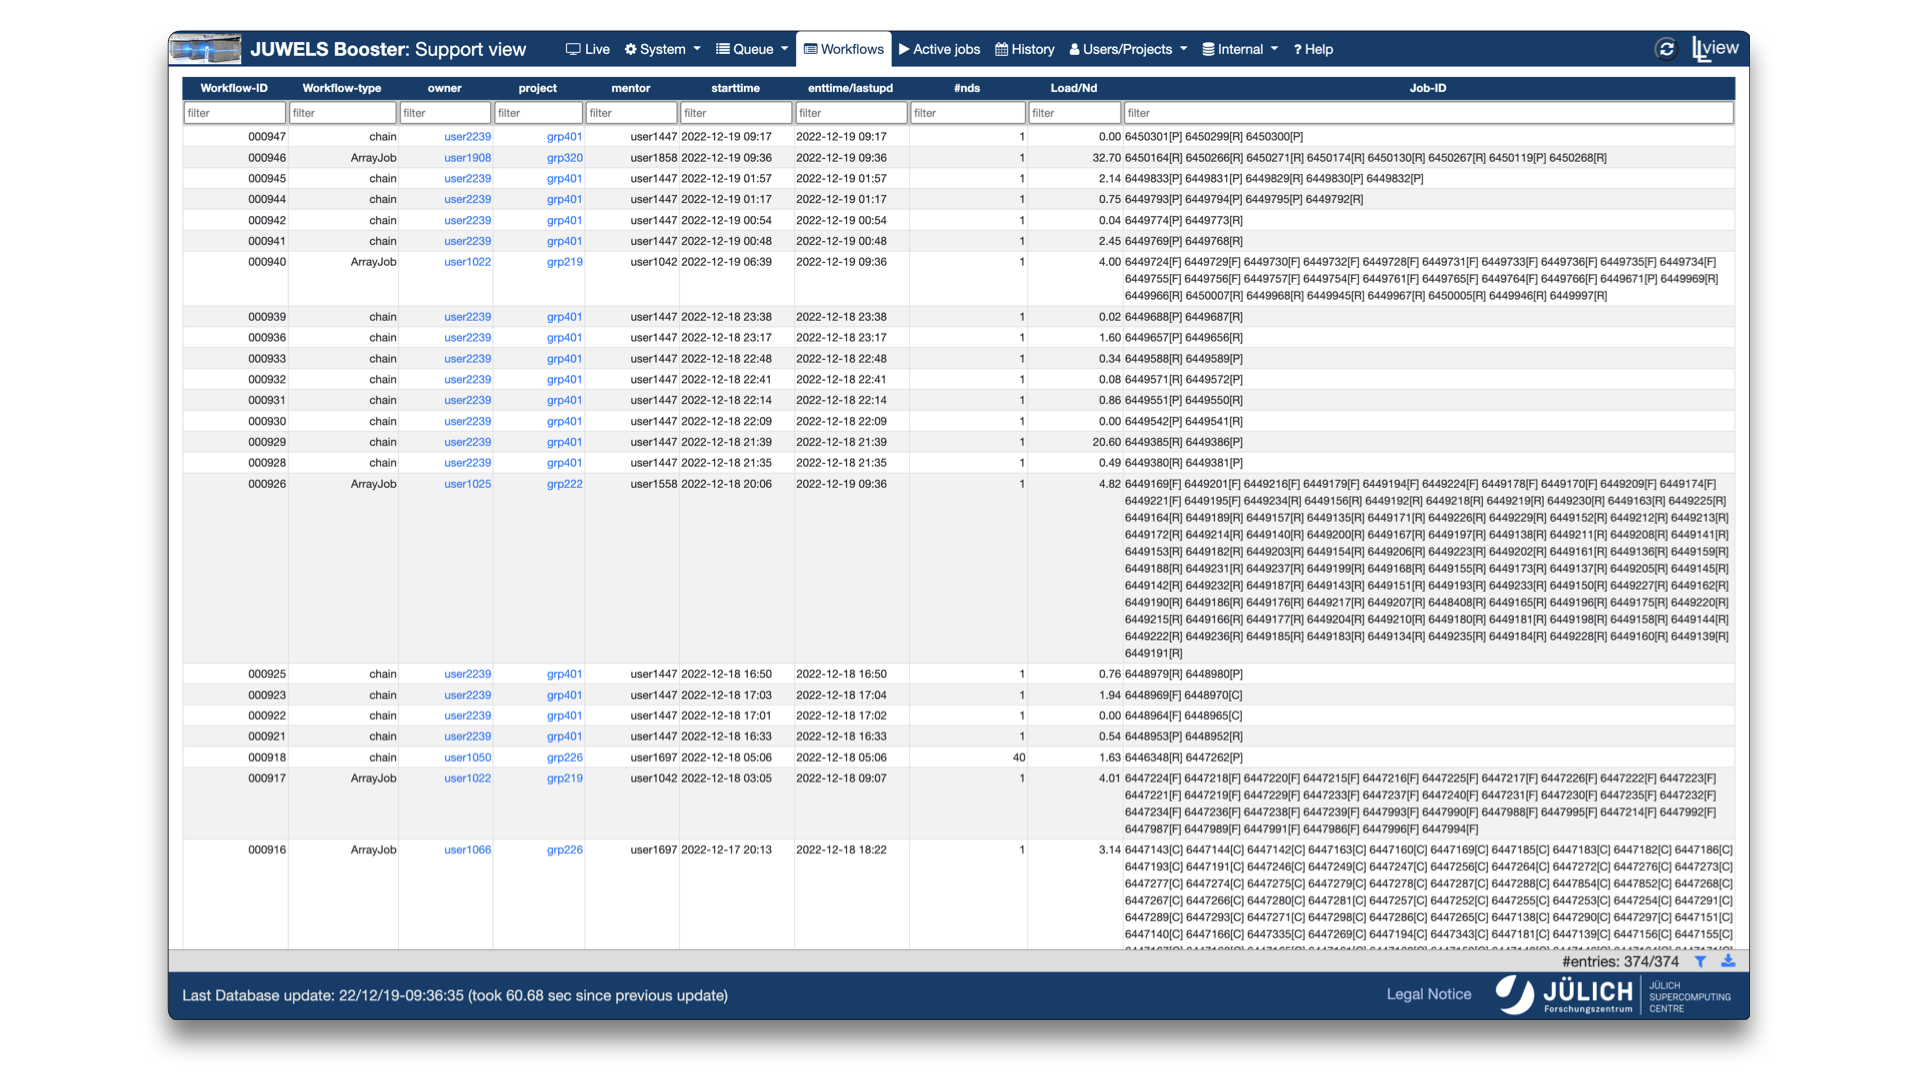 JUWELS Booster: Support view Live System Queue Workflows Active jobs History Users/Projects Internal ? Help LLview
Workflow-ID Workflow-type owner project mentor starttime enttime/lastupd #nds Load/Nd Job-ID
filter filter filter filter filter filter filter filter filter filter
000947 chain user2239 grp401 user1447 2022-12-19 09:17 2022-12-19 09:17 1 0.00 6450301[P] 6450299[R] 6450300[P]
000946 ArrayJob user1908 grp320 user1858 2022-12-19 09:36 2022-12-19 09:36 1 32.70 6450164[R] 6450266[R] 6450271[R] 6450174[R] 6450130[R] 6450267[R] 6450119[P] 6450268[R]
000945 chain user2239 grp401 user1447 2022-12-19 01:57 2022-12-19 01:57 1 2.14 6449833[P] 6449831[P] 6449829[R] 6449830[P] 6449832[P]
000944 chain user2239 grp401 user1447 2022-12-19 01:17 2022-12-19 01:17 1 0.75 6449793[P] 6449794[P] 6449795[P] 6449792[R]
000942 chain user2239 grp401 user1447 2022-12-19 00:54 2022-12-19 00:54 1 0.04 6449774[P] 6449773[R]
000941 chain user2239 grp401 user1447 2022-12-19 00:48 2022-12-19 00:48 1 2.45 6449769[P] 6449768[R]
000940 ArrayJob user1022 grp219 user1042 2022-12-19 06:39 2022-12-19 09:36 1 4.00 6449724[F] 6449729[F] 6449730[F] 6449732[F] 6449728[F] 6449731[F] 6449733[F] 6449736[F] 6449735[F] 6449734[F]
6449755[F] 6449756[F] 6449757[F] 6449754[F] 6449761[F] 6449765[F] 6449764[F] 6449766[F] 6449671[P] 6449969[R]
6449966[R] 6450007[R] 6449968[R] 6449945[R] 6449967[R] 6450005[R] 6449946[R] 6449997[R]
000939 chain user2239 grp401 user1447 2022-12-18 23:38 2022-12-18 23:38 1 0.02 6449688[P] 6449687[R]
000936 chain user2239 grp401 user1447 2022-12-18 23:17 2022-12-18 23:17 1 1.60 6449657[P] 6449656[R]
000933 chain user2239 grp401 user1447 2022-12-18 22:48 2022-12-18 22:48 1 0.34 6449588[R] 6449589[P]
000932 chain user2239 grp401 user1447 2022-12-18 22:41 2022-12-18 22:41 1 0.08 6449571[R] 6449572[P]
000931 chain user2239 grp401 user1447 2022-12-18 22:14 2022-12-18 22:14 1 0.86 6449551[P] 6449550[R]
000930 chain user2239 grp401 user1447 2022-12-18 22:09 2022-12-18 22:09 1 0.00 6449542[P] 6449541[R]
000929 chain user2239 grp401 user1447 2022-12-18 21:39 2022-12-18 21:39 1 20.60 6449385[R] 6449386[P]
000928 chain user2239 grp401 user1447 2022-12-18 21:35 2022-12-18 21:35 1 0.49 6449380[R] 6449381[P]
000926 ArrayJob user1025 grp222 user1558 2022-12-18 20:06 2022-12-19 09:36 1 4.82 6449169[F] 6449201[F] 6449216[F] 6449179[F] 6449194[F] 6449224[F] 6449178[F] 6449170[F] 6449209[F] 6449174[F]
6449221[F] 6449195[F] 6449234[R] 6449156[R] 6449192[R] 6449218[R] 6449219[R] 6449230[R] 6449163[R] 6449225[R]
6449164[R] 6449189[R] 6449157[R] 6449135[R] 6449171[R] 6449226[R] 6449229[R] 6449152[R] 6449212[R] 6449213[R]
6449172[R] 6449214[R] 6449140[R] 6449200[R] 6449167[R] 6449197[R] 6449138[R] 6449211[R] 6449208[R] 6449141[R]
6449153[R] 6449182[R] 6449203[R] 6449154[R] 6449206[R] 6449223[R] 6449202[R] 6449161[R] 6449136[R] 6449159[R]
6449188[R] 6449231[R] 6449237[R] 6449199[R] 6449168[R] 6449155[R] 6449173[R] 6449137[R] 6449205[R] 6449145[R]
6449142[R] 6449232[R] 6449187[R] 6449143[R] 6449151[R] 6449193[R] 6449233[R] 6449150[R] 6449227[R] 6449162[R]
6449190[R] 6449186[R] 6449176[R] 6449217[R] 6449207[R] 6448408[R] 6449165[R] 6449196[R] 6449175[R] 6449220[R]
6449215[R] 6449166[R] 6449177[R] 6449204[R] 6449210[R] 6449180[R] 6449181[R] 6449198[R] 6449158[R] 6449144[R]
6449222[R] 6449236[R] 6449185[R] 6449183[R] 6449134[R] 6449235[R] 6449184[R] 6449228[R] 6449160[R] 6449139[R]
6449191[R]
000925 chain user2239 grp401 user1447 2022-12-18 16:50 2022-12-18 16:50 1 0.76 6448979[R] 6448980[P]
000923 chain user2239 grp401 user1447 2022-12-18 17:03 2022-12-18 17:04 1 1.94 6448969[F] 6448970[C]
000922 chain user2239 grp401 user1447 2022-12-18 17:01 2022-12-18 17:02 1 0.00 6448964[F] 6448965[C]
000921 chain user2239 grp401 user1447 2022-12-18 16:33 2022-12-18 16:33 1 0.54 6448953[P] 6448952[R]
000918 chain user1050 grp226 user1697 2022-12-18 05:06 2022-12-18 05:06 40 1.63 6446348[R] 6447262[P]
000917 ArrayJob user1022 grp219 user1042 2022-12-18 03:05 2022-12-18 09:07 1 4.01 6447224[F] 6447218[F] 6447220[F] 6447215[F] 6447216[F] 6447225[F] 6447217[F] 6447226[F] 6447222[F] 6447223[F]
6447221[F] 6447219[F] 6447229[F] 6447233[F] 6447237[F] 6447240[F] 6447231[F] 6447230[F] 6447235[F] 6447232[F]
6447234[F] 6447236[F] 6447238[F] 6447239[F] 6447993[F] 6447990[F] 6447988[F] 6447995[F] 6447214[F] 6447992[F]
6447987[F] 6447989[F] 6447991[F] 6447986[F] 6447996[F] 6447994[F]
000916 ArrayJob user1066 grp226 user1697 2022-12-17 20:13 2022-12-18 18:22 1 3.14 6447143[C] 6447144[C] 6447142[C] 6447163[C] 6447160[C] 6447169[C] 6447185[C] 6447183[C] 6447182[C] 6447186[C]
6447193[C] 6447191[C] 6447246[C] 6447249[C] 6447247[C] 6447256[C] 6447264[C] 6447272[C] 6447276[C] 6447273[C]
6447277[C] 6447274[C] 6447275[C] 6447279[C] 6447278[C] 6447287[C] 6447288[C] 6447854[C] 6447852[C] 6447268[C]
6447267[C] 6447266[C] 6447280[C] 6447281[C] 6447257[C] 6447252[C] 6447255[C] 6447253[C] 6447254[C] 6447291[C]
6447289[C] 6447293[C] 6447271[C] 6447298[C] 6447286[C] 6447265[C] 6447138[C] 6447290[C] 6447297[C] 6447151[C]
6447140[C] 6447166[C] 6447335[C] 6447269[C] 6447194[C] 6447343[C] 6447181[C] 6447139[C] 6447156[C] 6447155[C]
#entries: 374/374
Last Database update: 22/12/19-09:36:35 (took 60.68 sec since previous update)
Legal Notice
JÜLICH
Forschungszentrum
JÜLICH
SUPERCOMPUTING
CENTRE